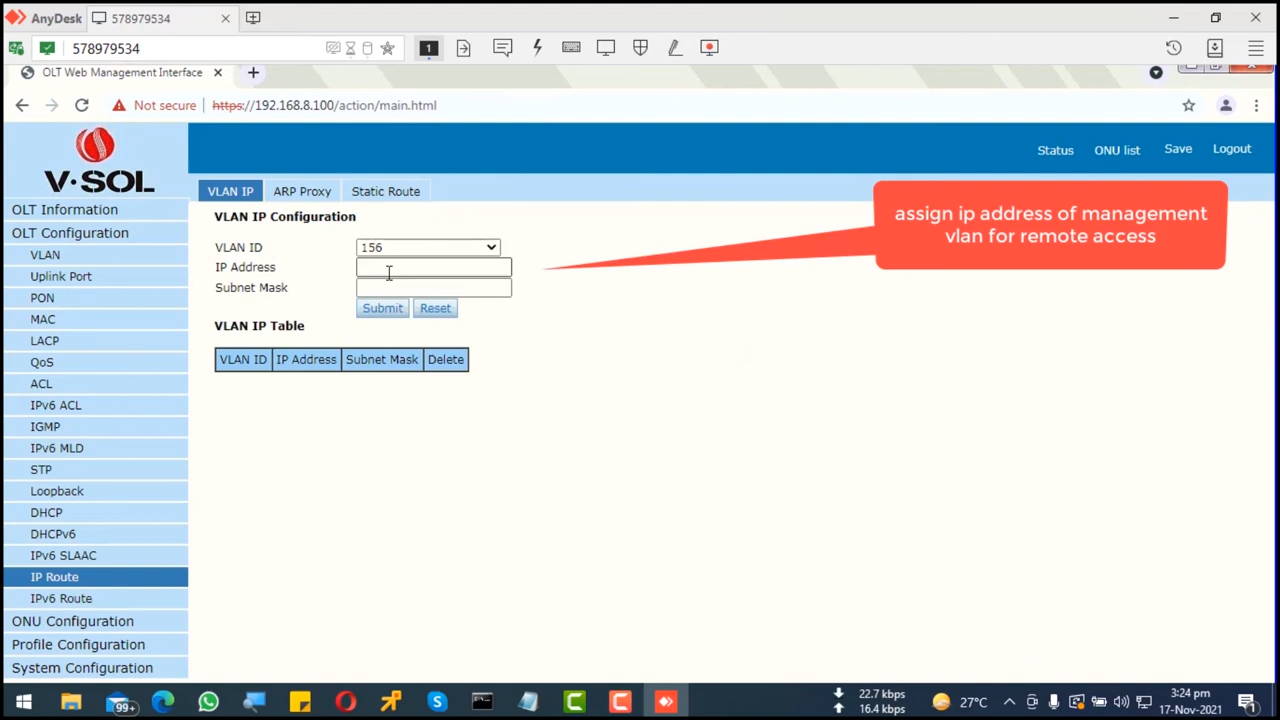 AnyDesk
578979534
578979534
1
OLT Web Management Interface
Not secure
https://192.168.8.100/action/main.html
V·SOL
Status
ONU list
Save
Logout
OLT Information
OLT Configuration
VLAN
Uplink Port
PON
MAC
LACP
QoS
ACL
IPv6 ACL
IGMP
IPv6 MLD
STP
Loopback
DHCP
DHCPv6
IPv6 SLAAC
IP Route
IPv6 Route
ONU Configuration
Profile Configuration
System Configuration
VLAN IP
ARP Proxy
Static Route
VLAN IP Configuration
VLAN ID 156
IP Address
Subnet Mask
Submit Reset
VLAN IP Table
VLAN ID IP Address Subnet Mask Delete
assign ip address of management
vlan for remote access
99+
22.7 kbps
16.4 kbps
27°C
3:24 pm
17-Nov-2021
1